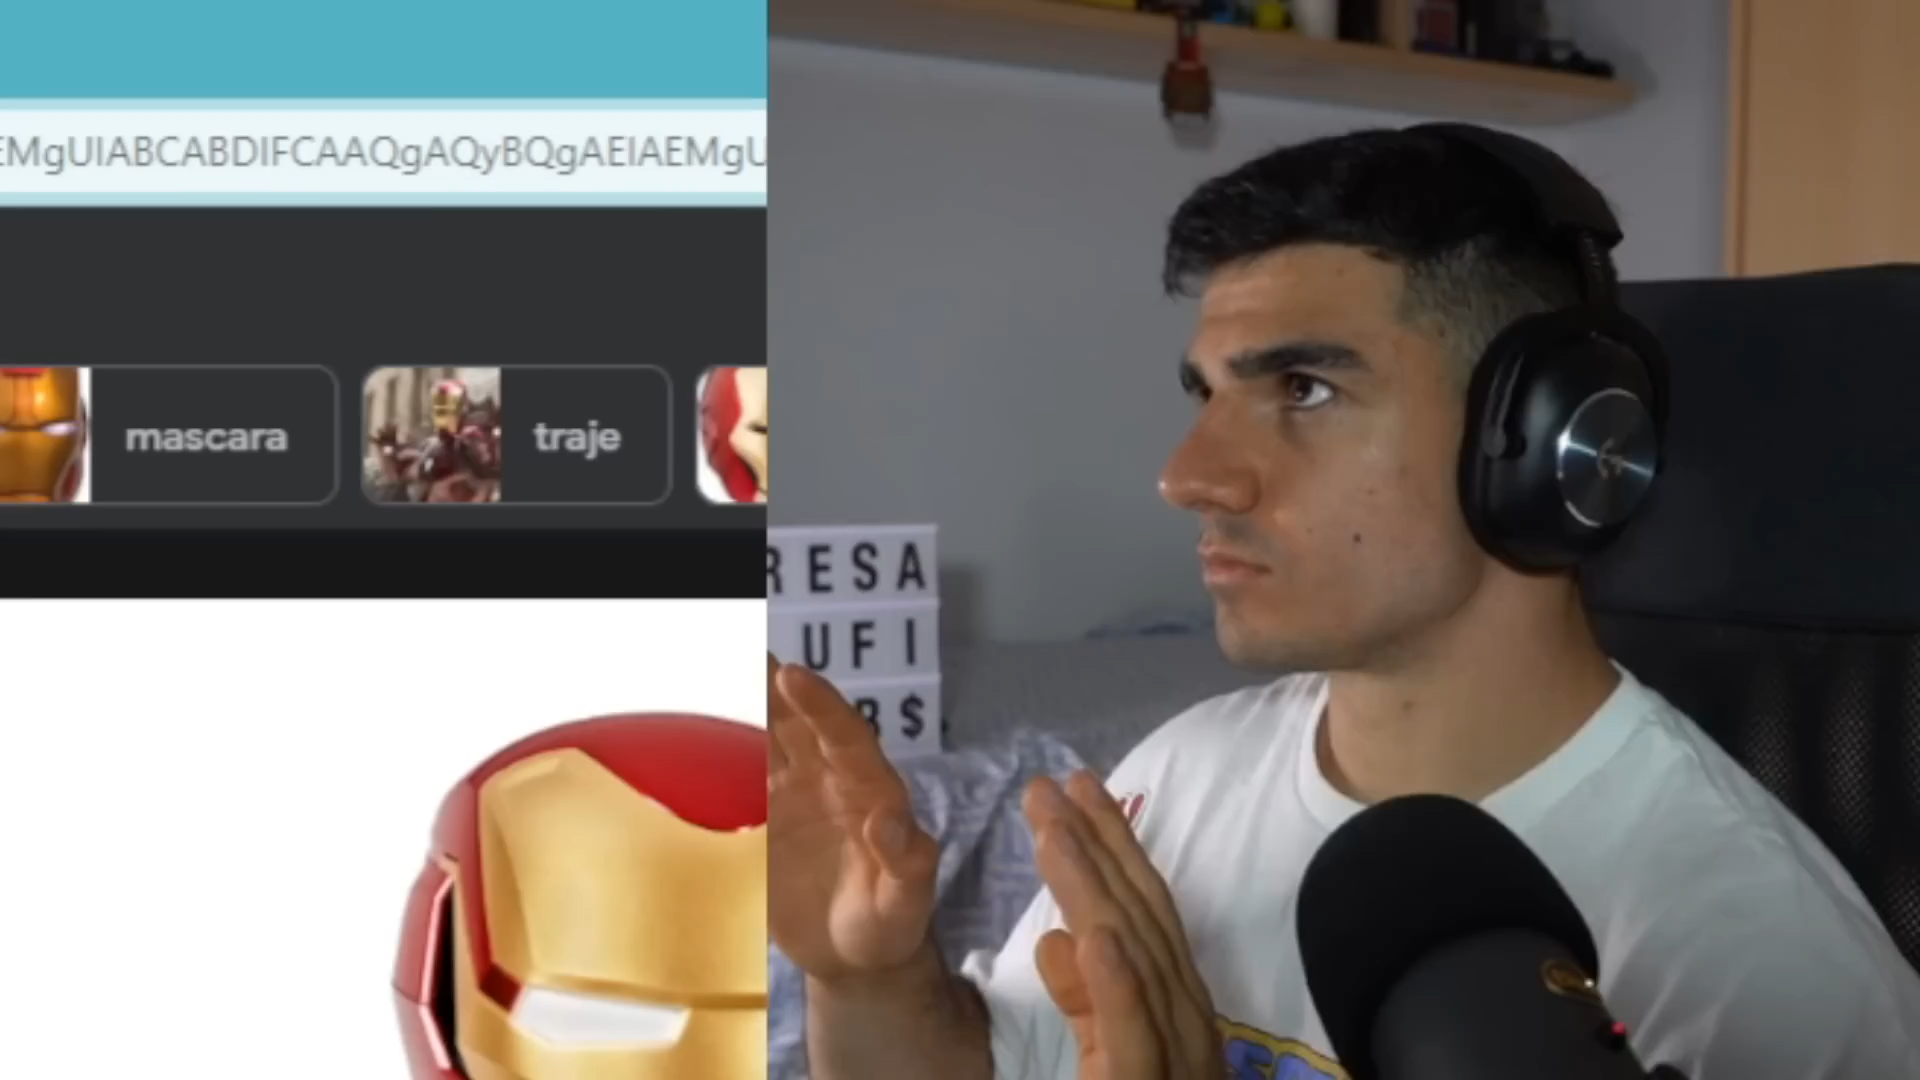 EMgUIABCABDIFCAAQgAQyBQgAEIAEMgU
mascara
traje
RESA
UFI
B$